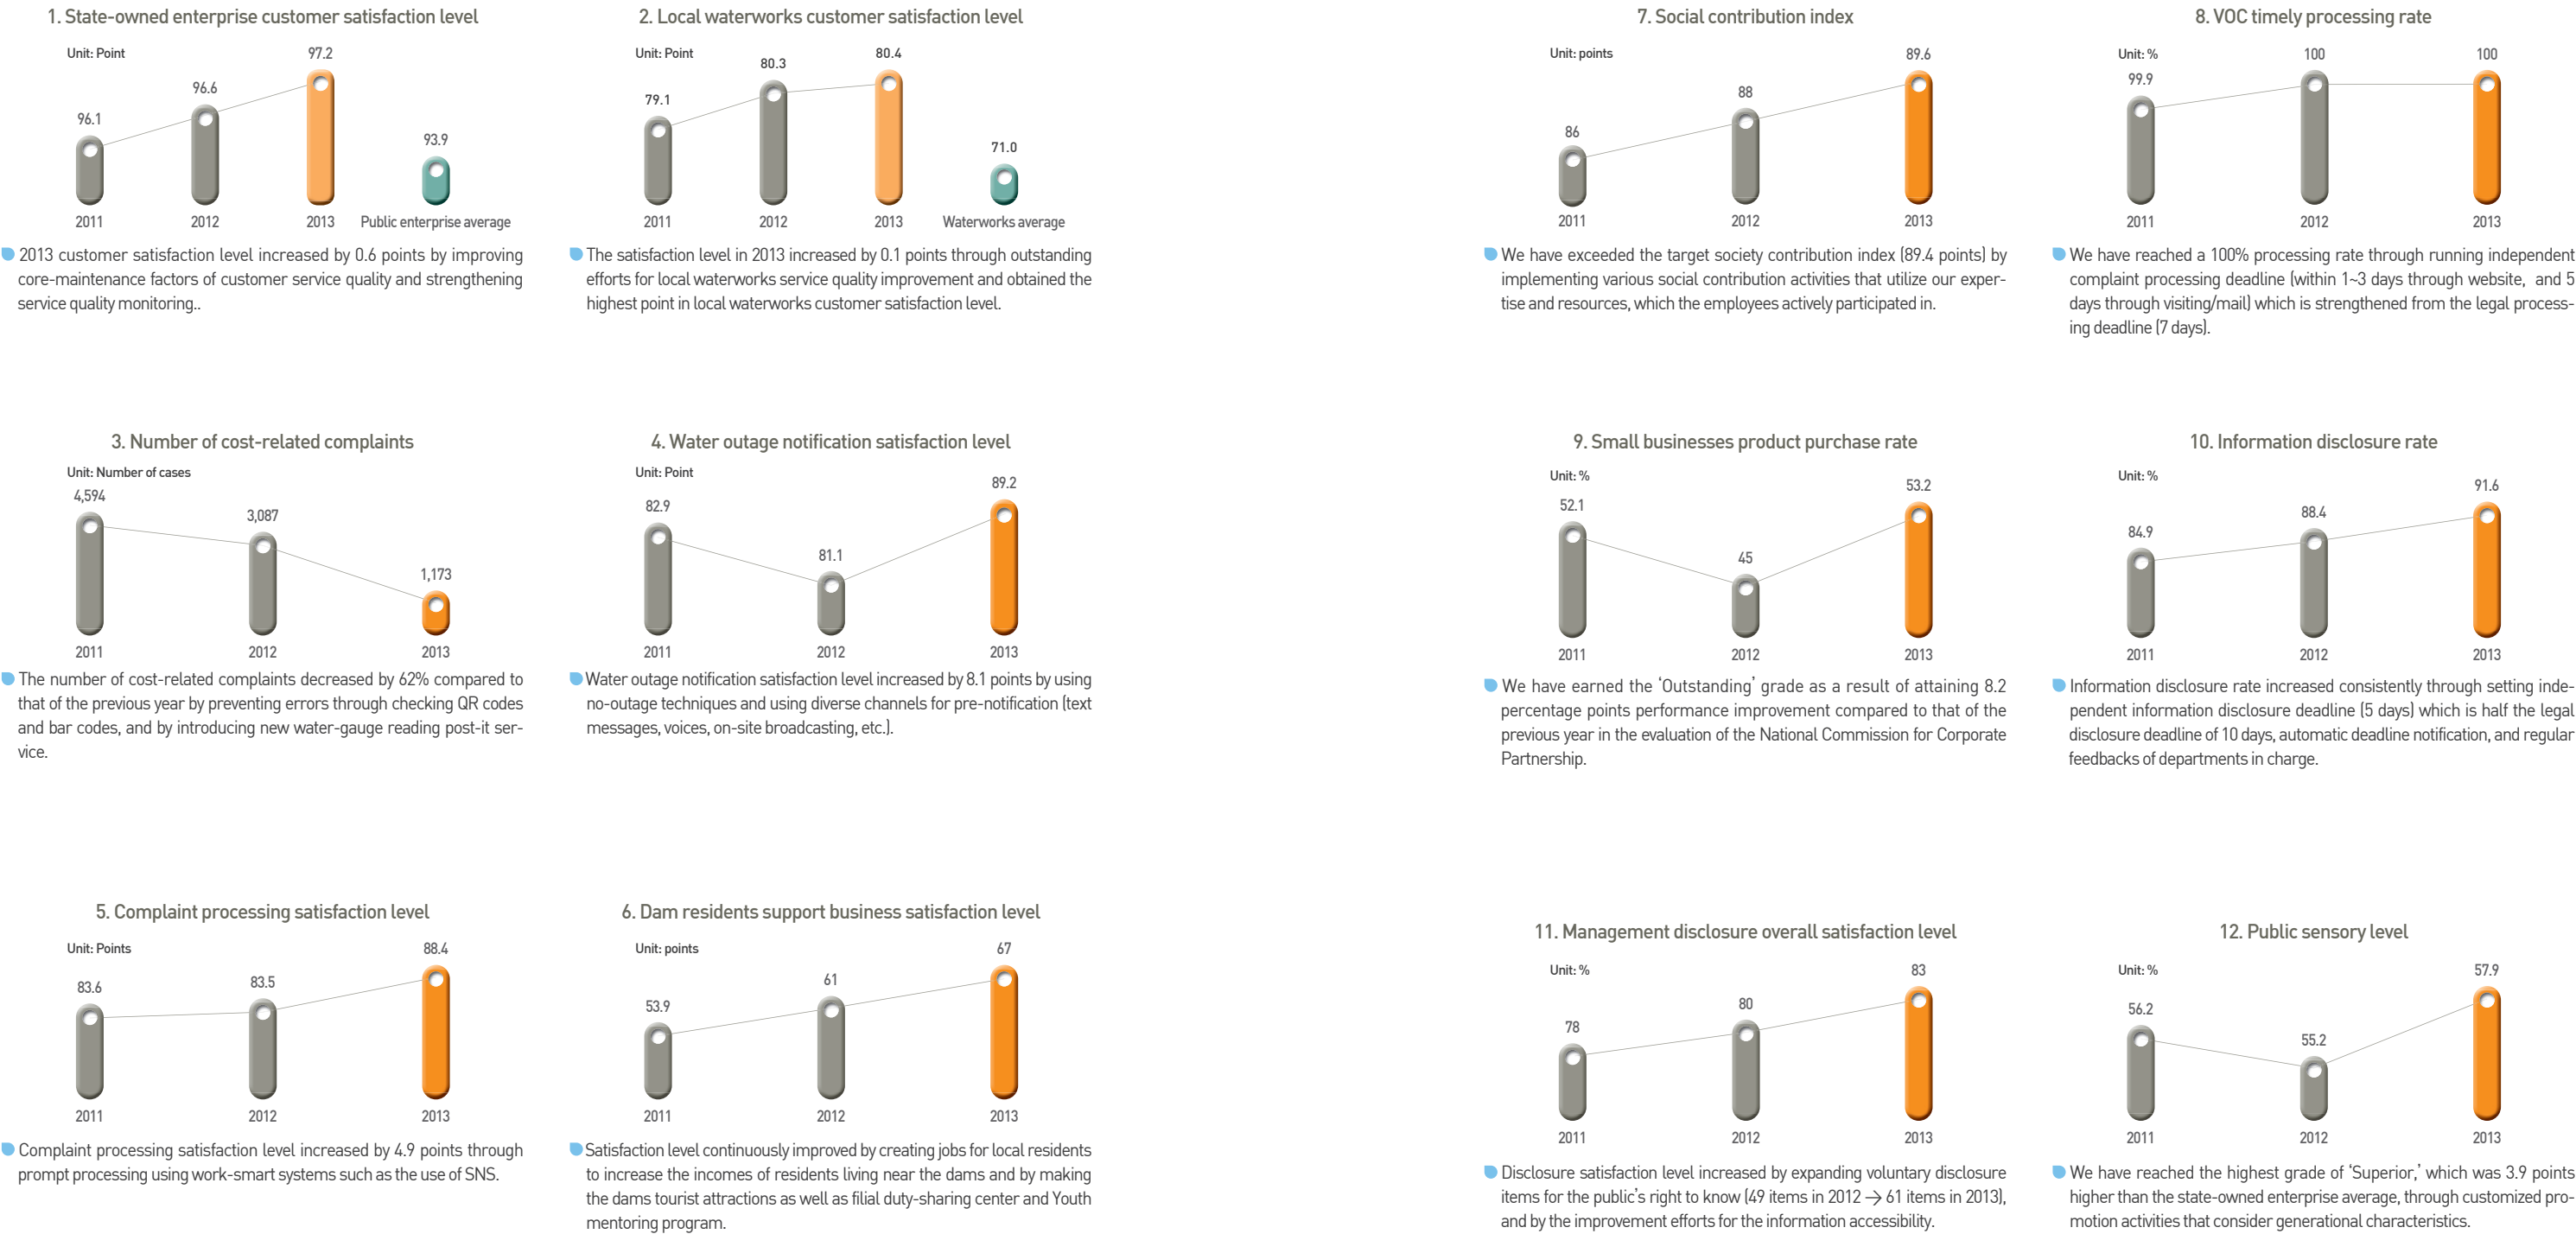 1. State-owned enterprise customer satisfaction level
Unit: Point
96.1
96.6
97.2
93.9
2011
2012
2013
Public enterprise average
2013 customer satisfaction level increased by 0.6 points by improving
core-maintenance factors of customer service quality and strengthening
service quality monitoring..
2. Local waterworks customer satisfaction level
Unit: Point
79.1
80.3
80.4
71.0
2011
2012
2013
Waterworks average
The satisfaction level in 2013 increased by 0.1 points through outstanding
efforts for local waterworks service quality improvement and obtained the
highest point in local waterworks customer satisfaction level.
3. Number of cost-related complaints
Unit: Number of cases
4,594
3,087
1,173
2011
2012
2013
The number of cost-related complaints decreased by 62% compared to
that of the previous year by preventing errors through checking QR codes
and bar codes, and by introducing new water-gauge reading post-it ser-
vice.
4. Water outage notification satisfaction level
Unit: Point
82.9
81.1
89.2
2011
2012
2013
Water outage notification satisfaction level increased by 8.1 points by using
no-outage techniques and using diverse channels for pre-notification (text
messages, voices, on-site broadcasting, etc.).
5. Complaint processing satisfaction level
Unit: Points
83.6
83.5
88.4
2011
2012
2013
Complaint processing satisfaction level increased by 4.9 points through
prompt processing using work-smart systems such as the use of SNS.
6. Dam residents support business satisfaction level
Unit: points
53.9
61
67
2011
2012
2013
Satisfaction level continuously improved by creating jobs for local residents
to increase the incomes of residents living near the dams and by making
the dams tourist attractions as well as filial duty-sharing center and Youth
mentoring program.
7. Social contribution index
Unit: points
86
88
89.6
2011
2012
2013
We have exceeded the target society contribution index (89.4 points) by
implementing various social contribution activities that utilize our exper-
tise and resources, which the employees actively participated in.
8. VOC timely processing rate
Unit: %
99.9
100
100
2011
2012
2013
We have reached a 100% processing rate through running independent
complaint processing deadline (within 1~3 days through website, and 5
days through visiting/mail) which is strengthened from the legal process-
ing deadline (7 days).
9. Small businesses product purchase rate
Unit: %
52.1
45
53.2
2011
2012
2013
We have earned the ‘Outstanding’ grade as a result of attaining 8.2
percentage points performance improvement compared to that of the
previous year in the evaluation of the National Commission for Corporate
Partnership.
10. Information disclosure rate
Unit: %
84.9
88.4
91.6
2011
2012
2013
Information disclosure rate increased consistently through setting inde-
pendent information disclosure deadline (5 days) which is half the legal
disclosure deadline of 10 days, automatic deadline notification, and regular
feedbacks of departments in charge.
11. Management disclosure overall satisfaction level
Unit: %
78
80
83
2011
2012
2013
Disclosure satisfaction level increased by expanding voluntary disclosure
items for the public’s right to know (49 items in 2012 → 61 items in 2013),
and by the improvement efforts for the information accessibility.
12. Public sensory level
Unit: %
56.2
55.2
57.9
2011
2012
2013
We have reached the highest grade of ‘Superior,’ which was 3.9 points
higher than the state-owned enterprise average, through customized pro-
motion activities that consider generational characteristics.